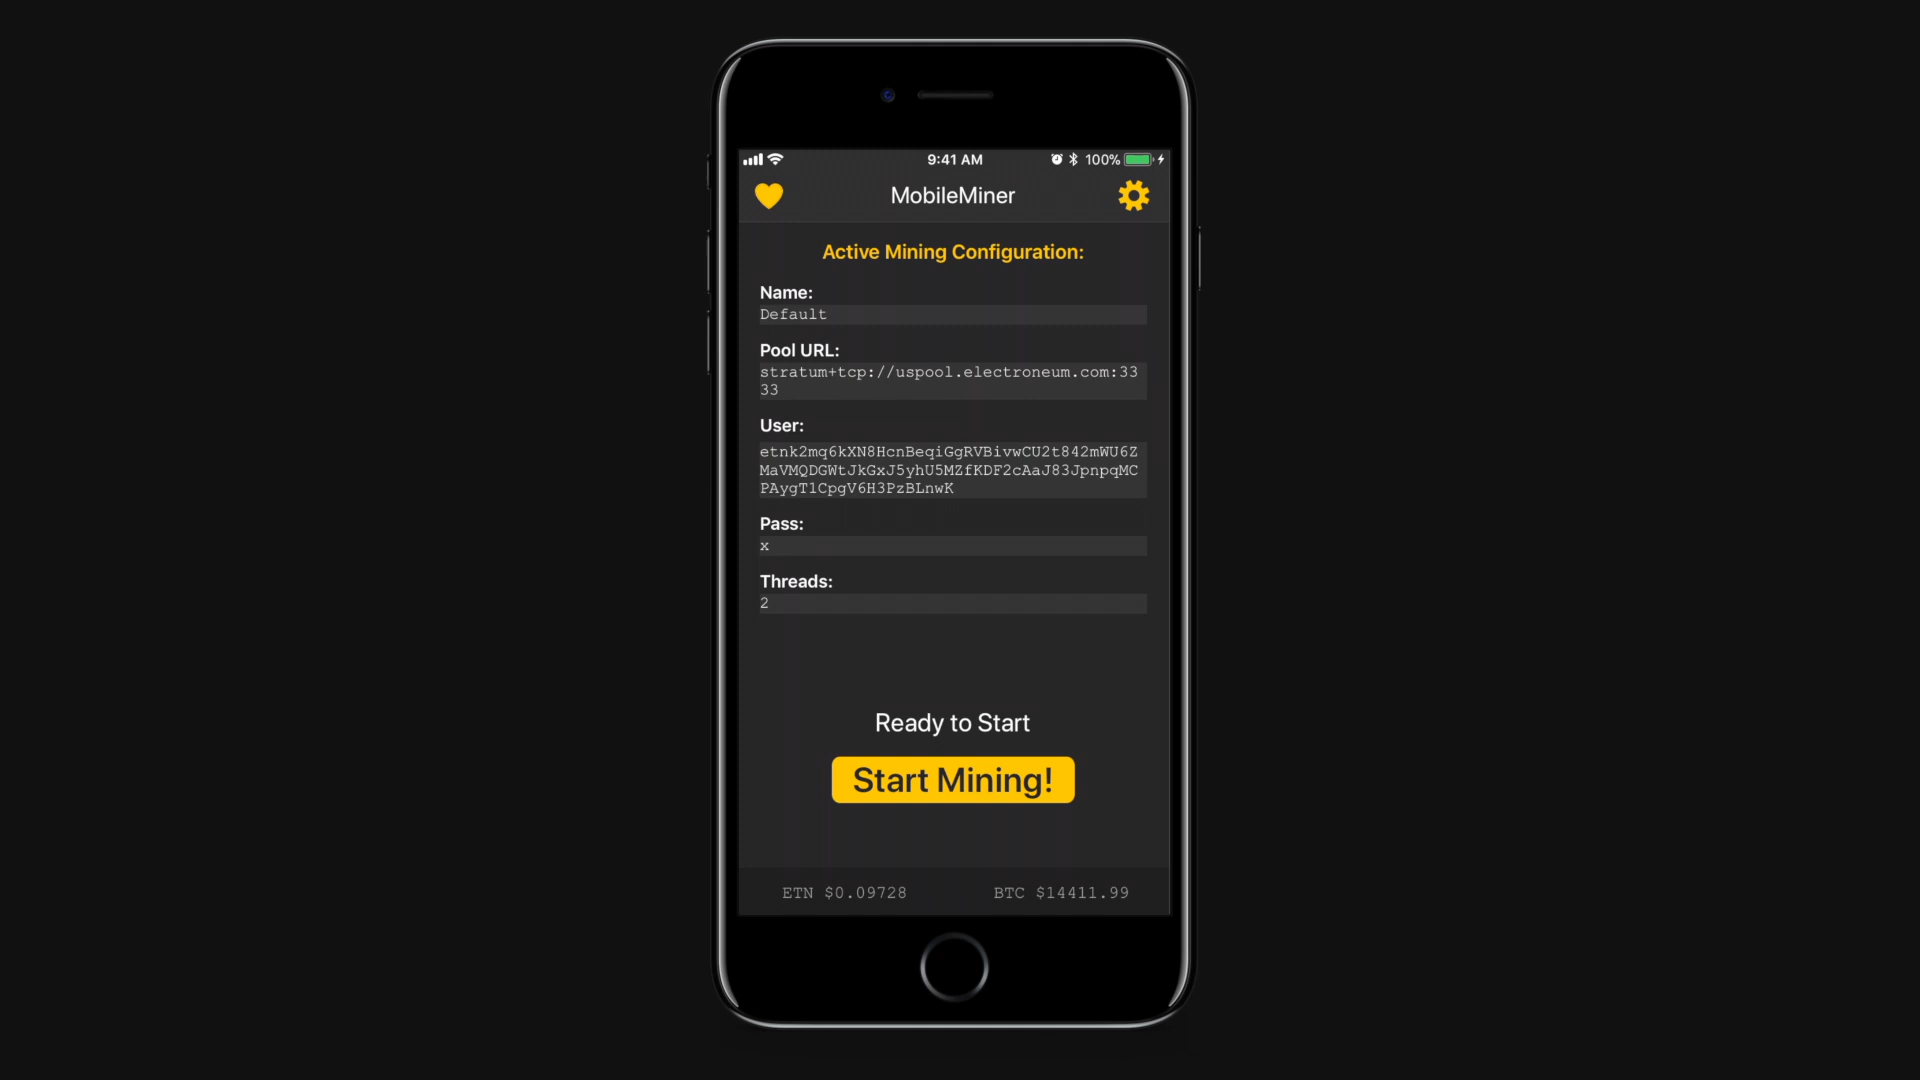 9:41 AM
100%
MobileMiner
Active Mining Configuration:
Name:
Default
Pool URL:
stratum+tcp://uspool.electroneum.com:33
33
User:
etnk2mq6kXN8HcnBeqiGgRVBivwCU2t842mWU6Z
MaVMQDGWtJkGxJ5yhU5MZfKDF2cAaJ83JpnpqMC
PAygT1CpgV6H3PzBLnwK
Pass:
x
Threads:
2
Ready to Start
Start Mining!
ETN $0.09728
BTC $14411.99